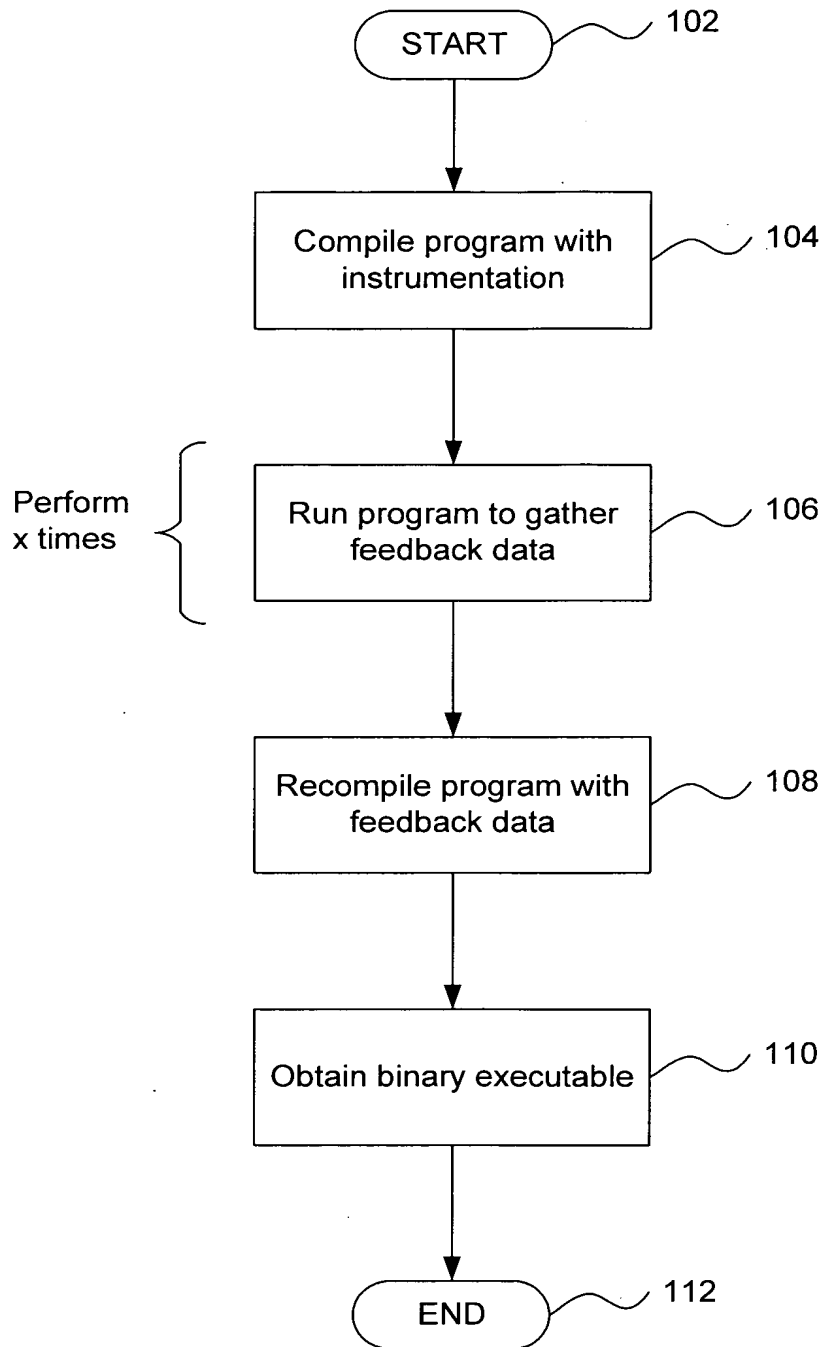 START
102
Compile program with
instrumentation
104
Perform
x times
Run program to gather
feedback data
106
Recompile program with
feedback data
108
Obtain binary executable
110
END
112